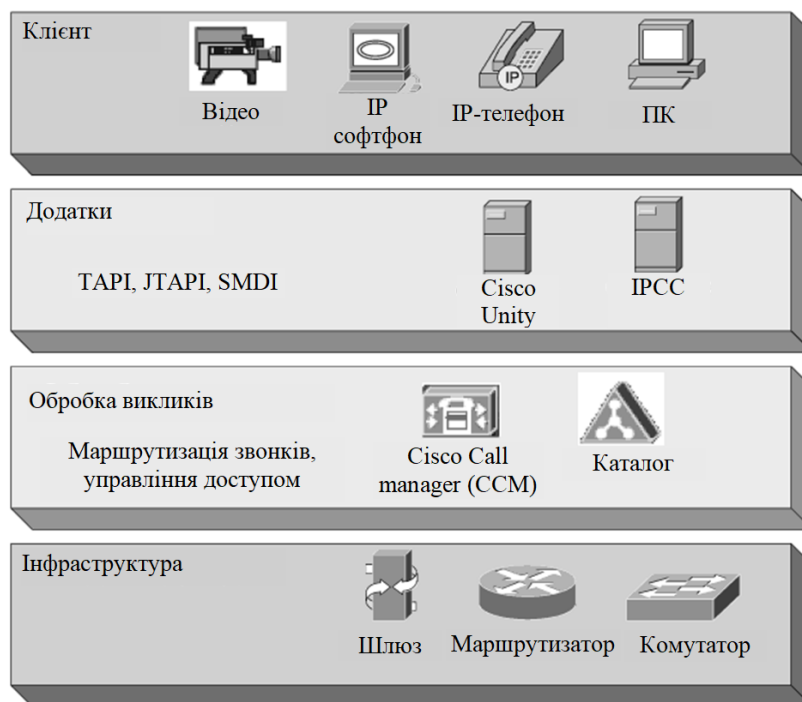 Клієнт
Відео
IP
софтфон
IP
IP-телефон
ПК
Додатки
TAPI, JTAPI, SMDI
Cisco
Unity
IPCC
Обробка викликів
Маршрутизація звонків,
управління доступом
Cisco Call
manager (CCM)
Каталог
Інфраструктура
Шлюз
Маршрутизатор
Комутатор